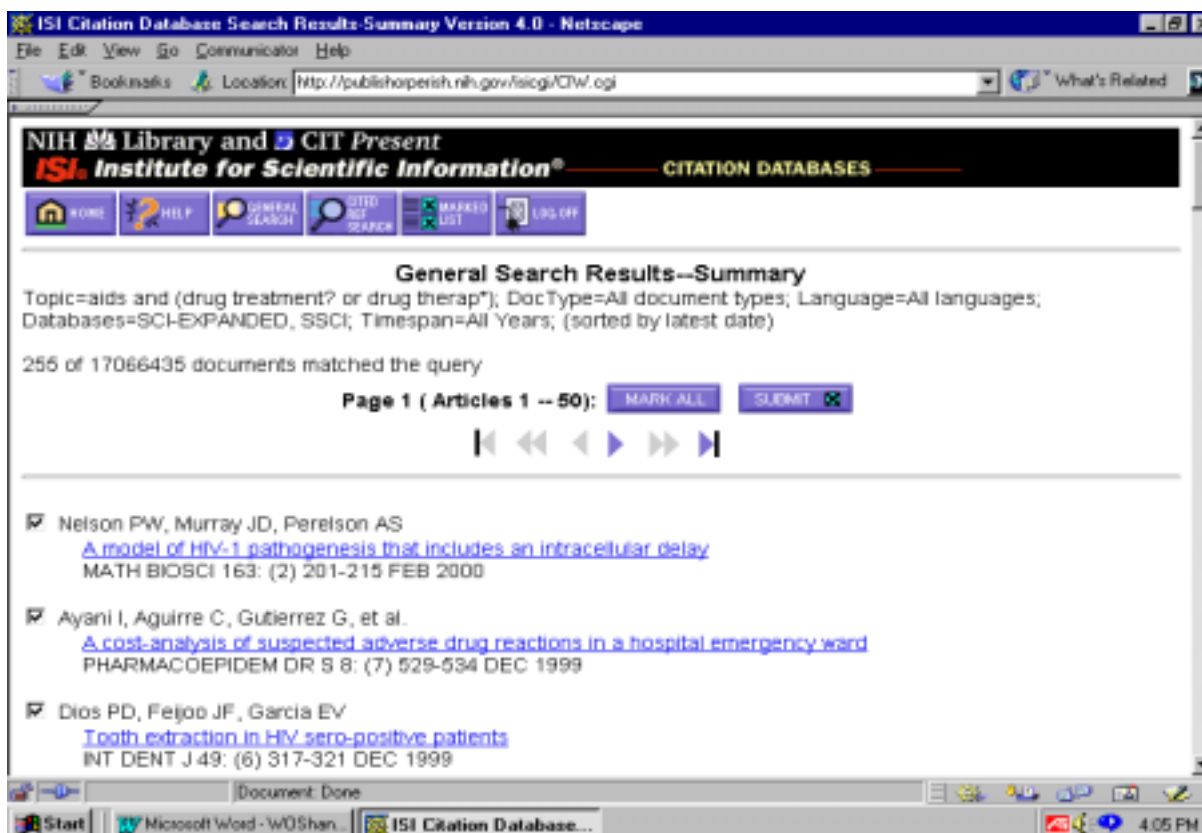 ISI Citation Database Search Results-Summary Version 4.0 - Netscape
File Edit View Go Communicator Help
Bookmarks Location: http://publishorperish.nih.gov/isicgi/CIW.cgi What's Related
NIH Library and CIT Present
ISI® Institute for Scientific Information® CITATION DATABASES
HOME HELP GENERAL SEARCH CITED REF SEARCH MARKED LIST LOG OFF
General Search Results--Summary
Topic=aids and (drug treatment? or drug therap*); DocType=All document types; Language=All languages;
Databases=SCI-EXPANDED, SSCI; Timespan=All Years; (sorted by latest date)
255 of 17066435 documents matched the query
Page 1 ( Articles 1 -- 50): MARK ALL SUBMIT
Nelson PW, Murray JD, Perelson AS
A model of HIV-1 pathogenesis that includes an intracellular delay
MATH BIOSCI 163: (2) 201-215 FEB 2000
Ayani I, Aguirre C, Gutierrez G, et al.
A cost-analysis of suspected adverse drug reactions in a hospital emergency ward
PHARMACOEPIDEM DR S 8: (7) 529-534 DEC 1999
Dios PD, Feijoo JF, Garcia EV
Tooth extraction in HIV sero-positive patients
INT DENT J 49: (6) 317-321 DEC 1999
Document: Done
Start Microsoft Word - WOShan... ISI Citation Database... 4:05 PM